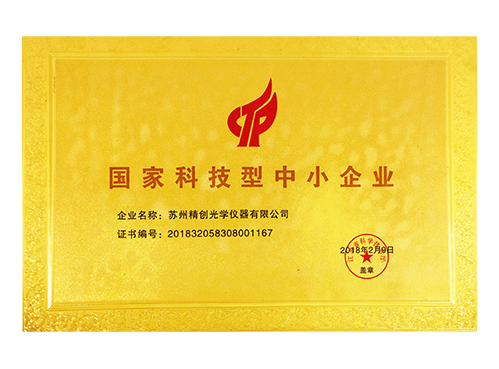 CTP
国家科技型中小企业
企业名称：苏州精创光学仪器有限公司
证书编号：201832058308001167
2018年2月9日
盖章